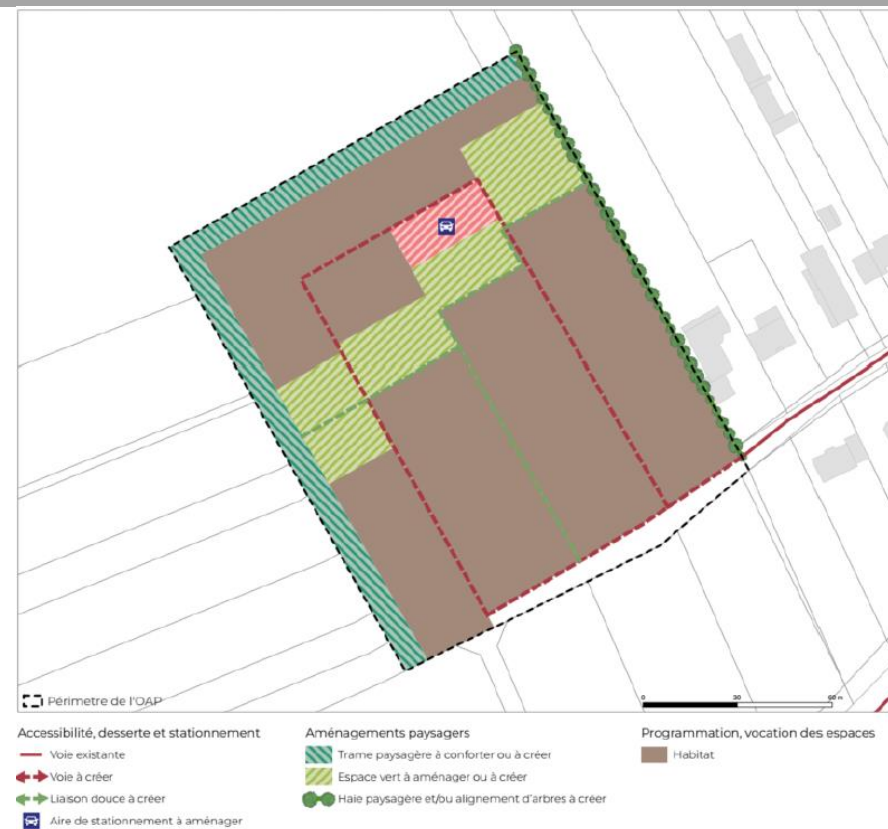 Périmetre de l'OAP
0 30 60 m
Accessibilité, desserte et stationnement
Voie existante
Voie à créer
Liaison douce à créer
Aire de stationnement à aménager
Aménagements paysagers
Trame paysagère à conforter ou à créer
Espace vert à aménager ou à créer
Haie paysagère et/ou alignement d'arbres à créer
Programmation, vocation des espaces
Habitat